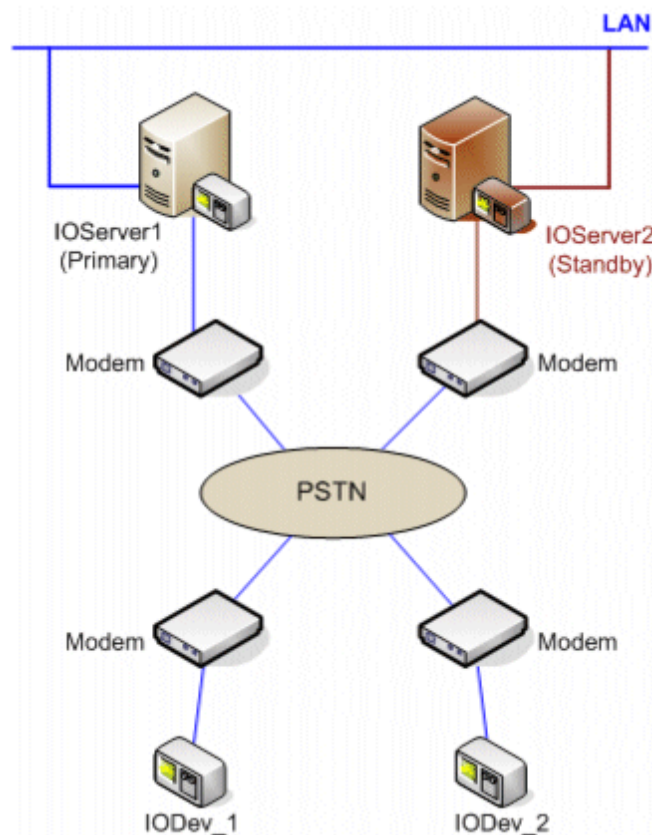 LAN
IOServer1
(Primary)
IOServer2
(Standby)
Modem
Modem
PSTN
Modem
Modem
IODev_1
IODev_2